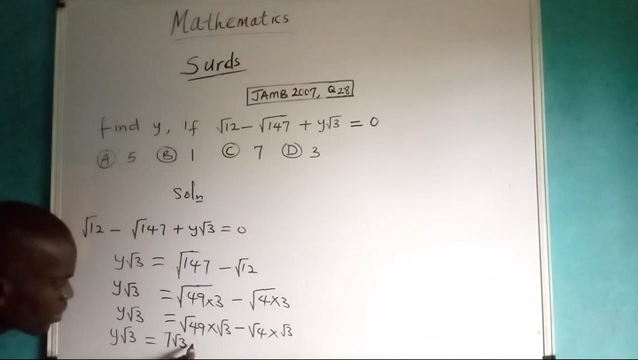 Mathematics
Surds
JAMB 2007, Q28
Find y, If √12 - √147 + y√3 = 0
Ⓐ 5 Ⓑ 1 Ⓒ 7 Ⓓ 3
Soln
√12 - √147 + y√3 = 0
y√3 = √147 - √12
y√3 = √49×3 - √4×3
y√3 = √49×√3 - √4×√3
y√3 = 7√3